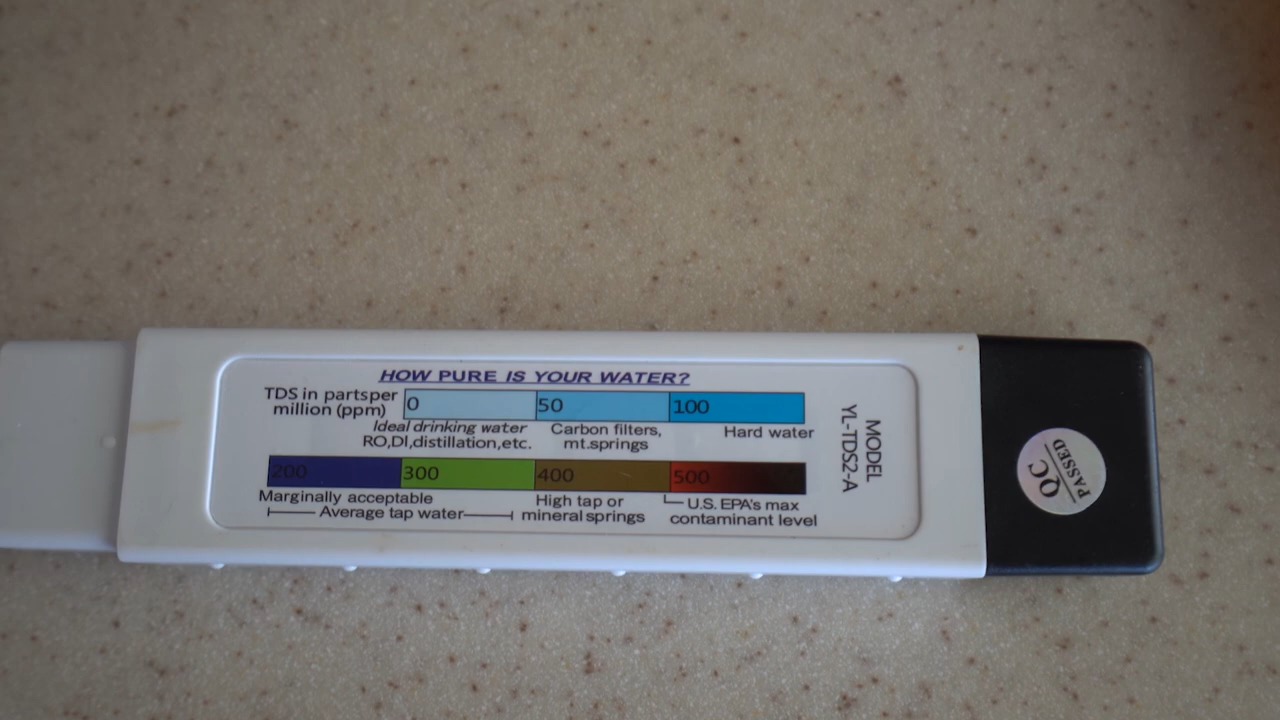 HOW PURE IS YOUR WATER?
TDS in partsper
million (ppm)
0 50 100
Ideal drinking water
RO,DI,distillation,etc.
Carbon filters,
mt.springs
Hard water
200 300 400 500
Marginally acceptable
Average tap water
High tap or
mineral springs
U.S. EPA's max
contaminant level
MODEL
YL-TDS2-A
QC
PASSED